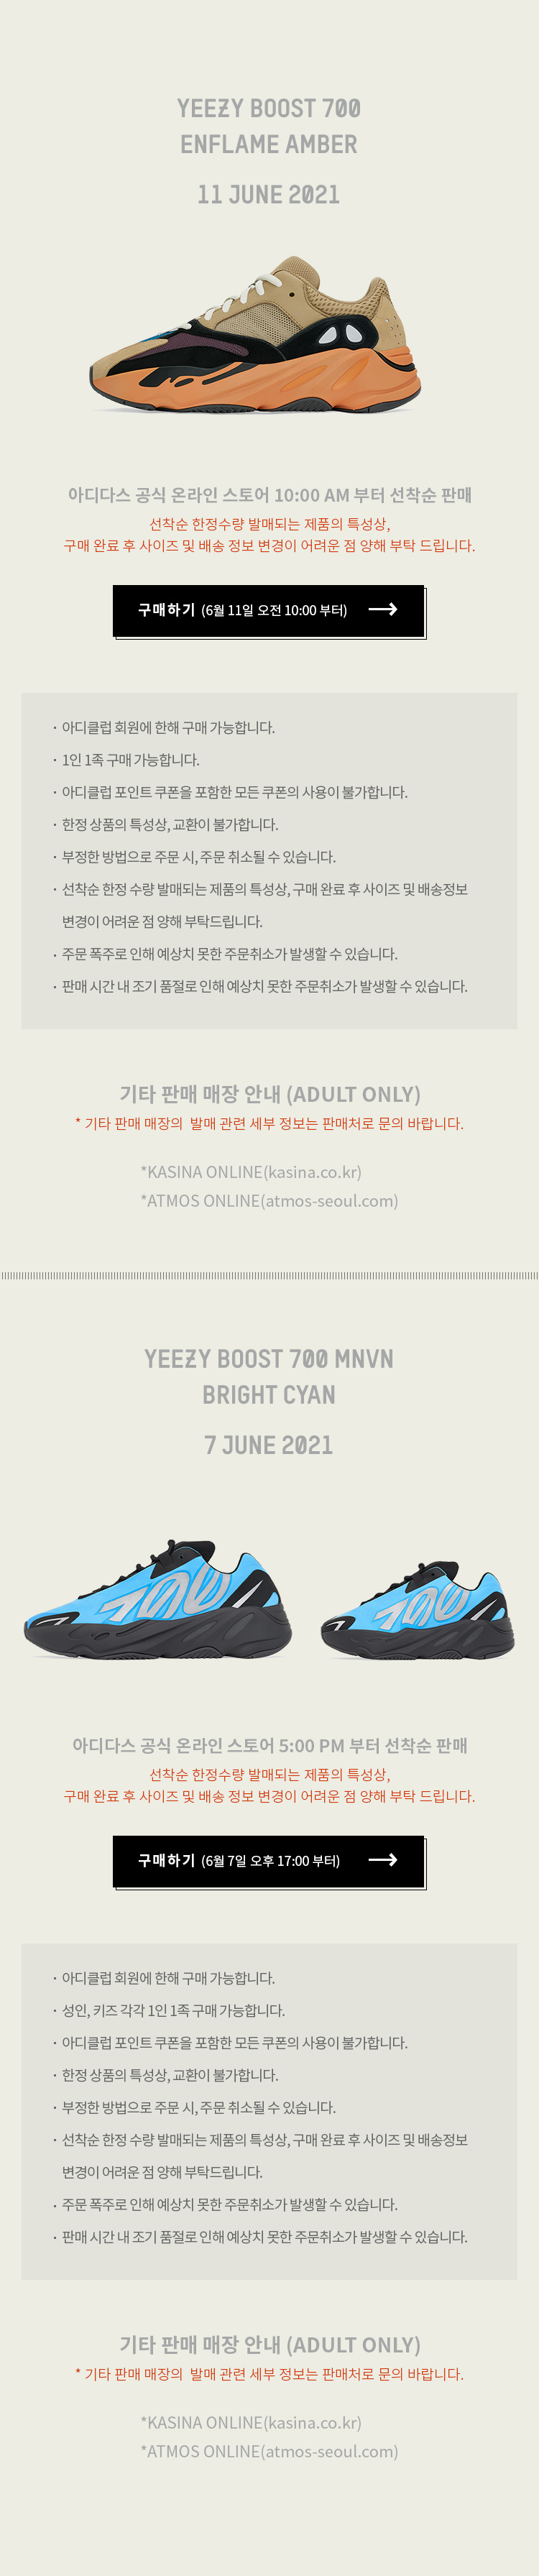 YEEZY BOOST 700
ENFLAME AMBER
11 JUNE 2021
아디다스 공식 온라인 스토어 10:00 AM 부터 선착순 판매
선착순 한정수량 발매되는 제품의 특성상,
구매 완료 후 사이즈 및 배송 정보 변경이 어려운 점 양해 부탁 드립니다.
구매하기 (6월 11일 오전 10:00 부터)
· 아디클럽 회원에 한해 구매 가능합니다.
· 1인 1족 구매 가능합니다.
· 아디클럽 포인트 쿠폰을 포함한 모든 쿠폰의 사용이 불가합니다.
· 한정 상품의 특성상, 교환이 불가합니다.
· 부정한 방법으로 주문 시, 주문 취소될 수 있습니다.
· 선착순 한정 수량 발매되는 제품의 특성상, 구매 완료 후 사이즈 및 배송정보
변경이 어려운 점 양해 부탁드립니다.
· 주문 폭주로 인해 예상치 못한 주문취소가 발생할 수 있습니다.
· 판매 시간 내 조기 품절로 인해 예상치 못한 주문취소가 발생할 수 있습니다.
기타 판매 매장 안내 (ADULT ONLY)
* 기타 판매 매장의 발매 관련 세부 정보는 판매처로 문의 바랍니다.
*KASINA ONLINE(kasina.co.kr)
*ATMOS ONLINE(atmos-seoul.com)
YEEZY BOOST 700 MNVN
BRIGHT CYAN
7 JUNE 2021
700 700
아디다스 공식 온라인 스토어 5:00 PM 부터 선착순 판매
선착순 한정수량 발매되는 제품의 특성상,
구매 완료 후 사이즈 및 배송 정보 변경이 어려운 점 양해 부탁 드립니다.
구매하기 (6월 7일 오후 17:00 부터)
· 아디클럽 회원에 한해 구매 가능합니다.
· 성인, 키즈 각각 1인 1족 구매 가능합니다.
· 아디클럽 포인트 쿠폰을 포함한 모든 쿠폰의 사용이 불가합니다.
· 한정 상품의 특성상, 교환이 불가합니다.
· 부정한 방법으로 주문 시, 주문 취소될 수 있습니다.
· 선착순 한정 수량 발매되는 제품의 특성상, 구매 완료 후 사이즈 및 배송정보
변경이 어려운 점 양해 부탁드립니다.
· 주문 폭주로 인해 예상치 못한 주문취소가 발생할 수 있습니다.
· 판매 시간 내 조기 품절로 인해 예상치 못한 주문취소가 발생할 수 있습니다.
기타 판매 매장 안내 (ADULT ONLY)
* 기타 판매 매장의 발매 관련 세부 정보는 판매처로 문의 바랍니다.
*KASINA ONLINE(kasina.co.kr)
*ATMOS ONLINE(atmos-seoul.com)